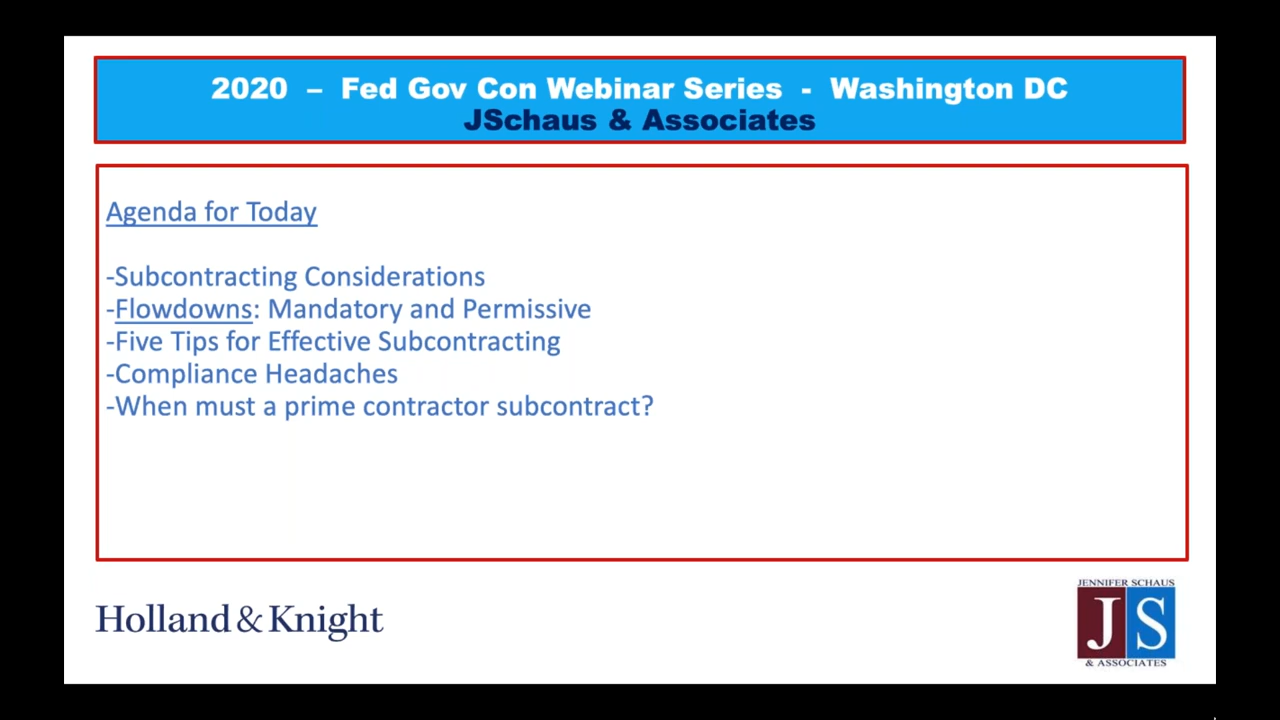 2020 – Fed Gov Con Webinar Series - Washington DC
JSchaus & Associates
Agenda for Today
-Subcontracting Considerations
-Flowdowns: Mandatory and Permissive
-Five Tips for Effective Subcontracting
-Compliance Headaches
-When must a prime contractor subcontract?
Holland & Knight
JENNIFER SCHAUS
JS
& ASSOCIATES